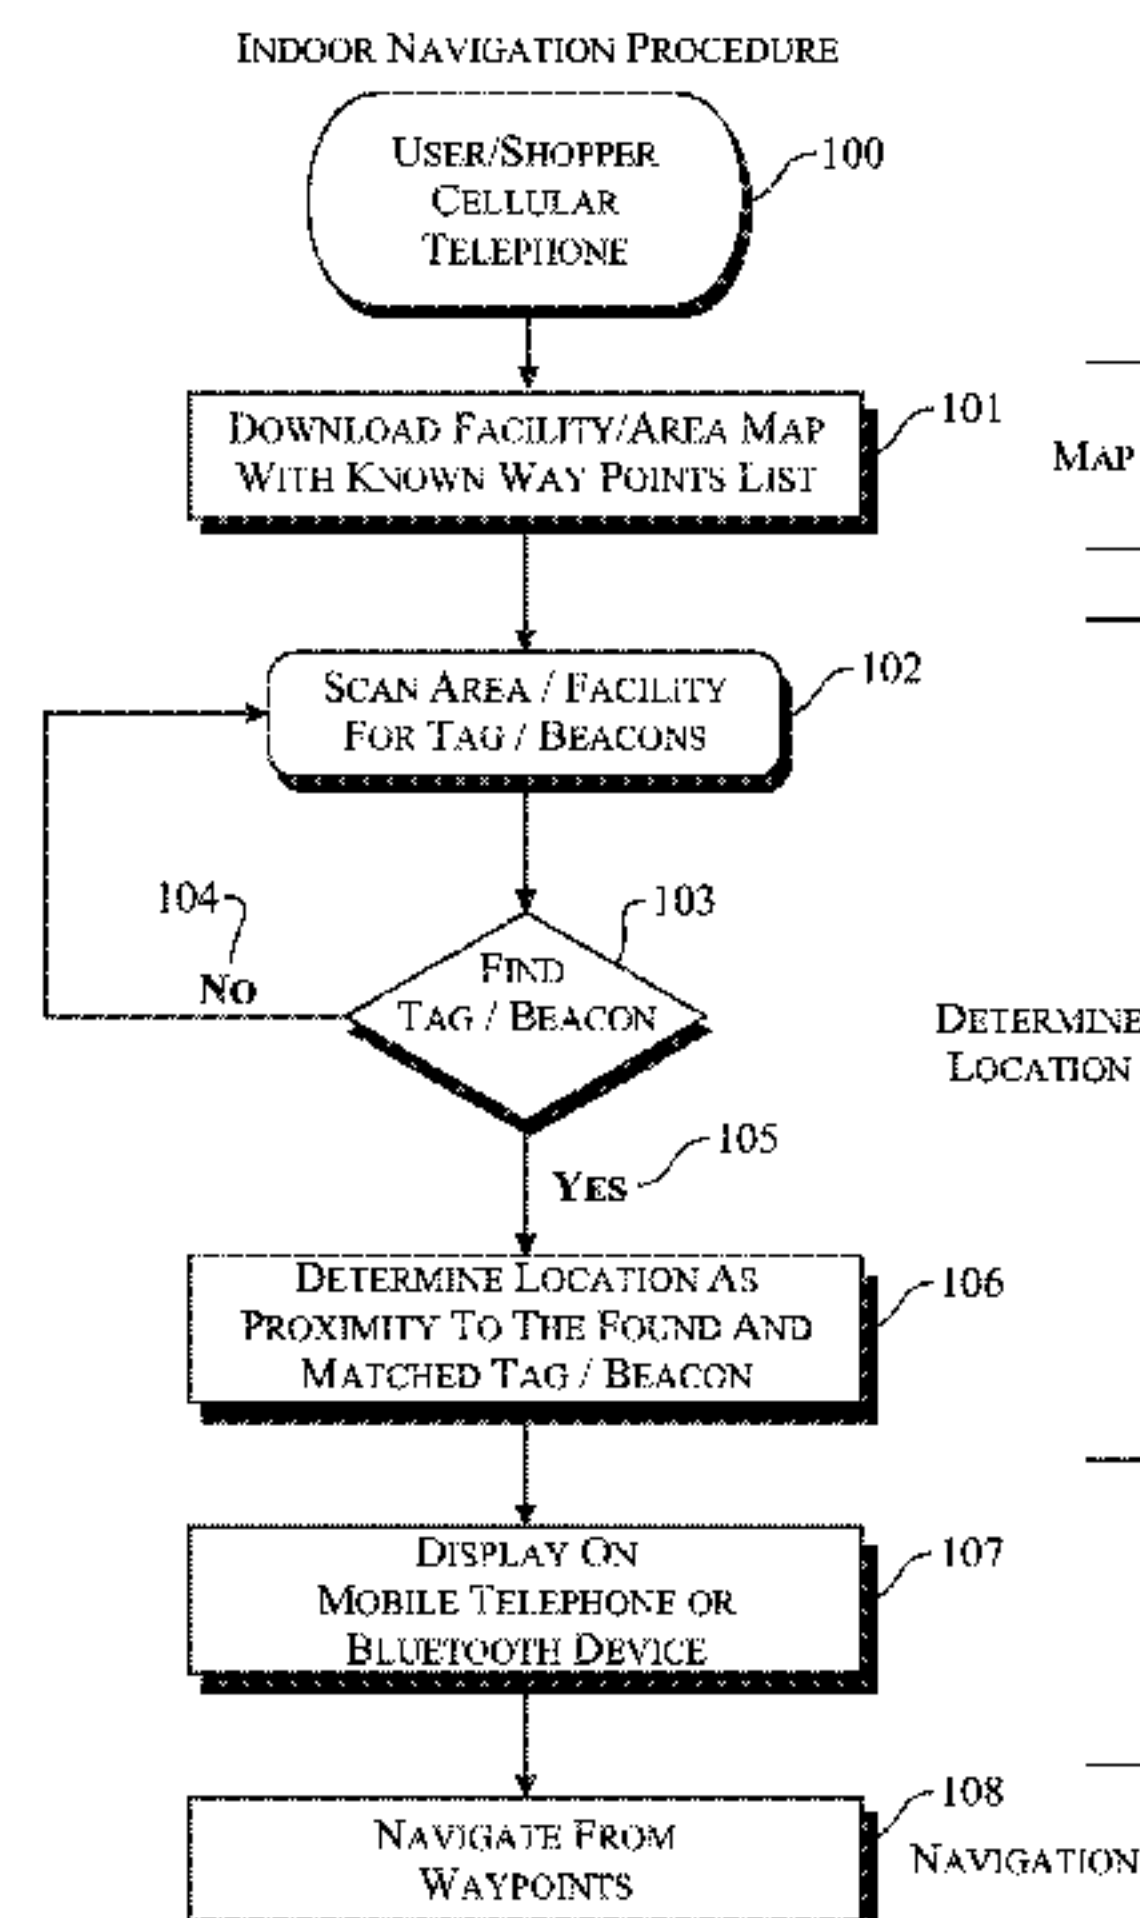 INDOOR NAVIGATION PROCEDURE
USER/SHOPPER
CELLULAR
TELEPHONE
100
DOWNLOAD FACILITY/AREA MAP
WITH KNOWN WAY POINTS LIST
101
MAP
SCAN AREA / FACILITY
FOR TAG / BEACONS
102
104
NO
103
FIND
TAG / BEACON
DETERMINE
LOCATION
105
YES
DETERMINE LOCATION AS
PROXIMITY TO THE FOUND AND
MATCHED TAG / BEACON
106
DISPLAY ON
MOBILE TELEPHONE OR
BLUETOOTH DEVICE
107
NAVIGATE FROM
WAYPOINTS
108
NAVIGATION